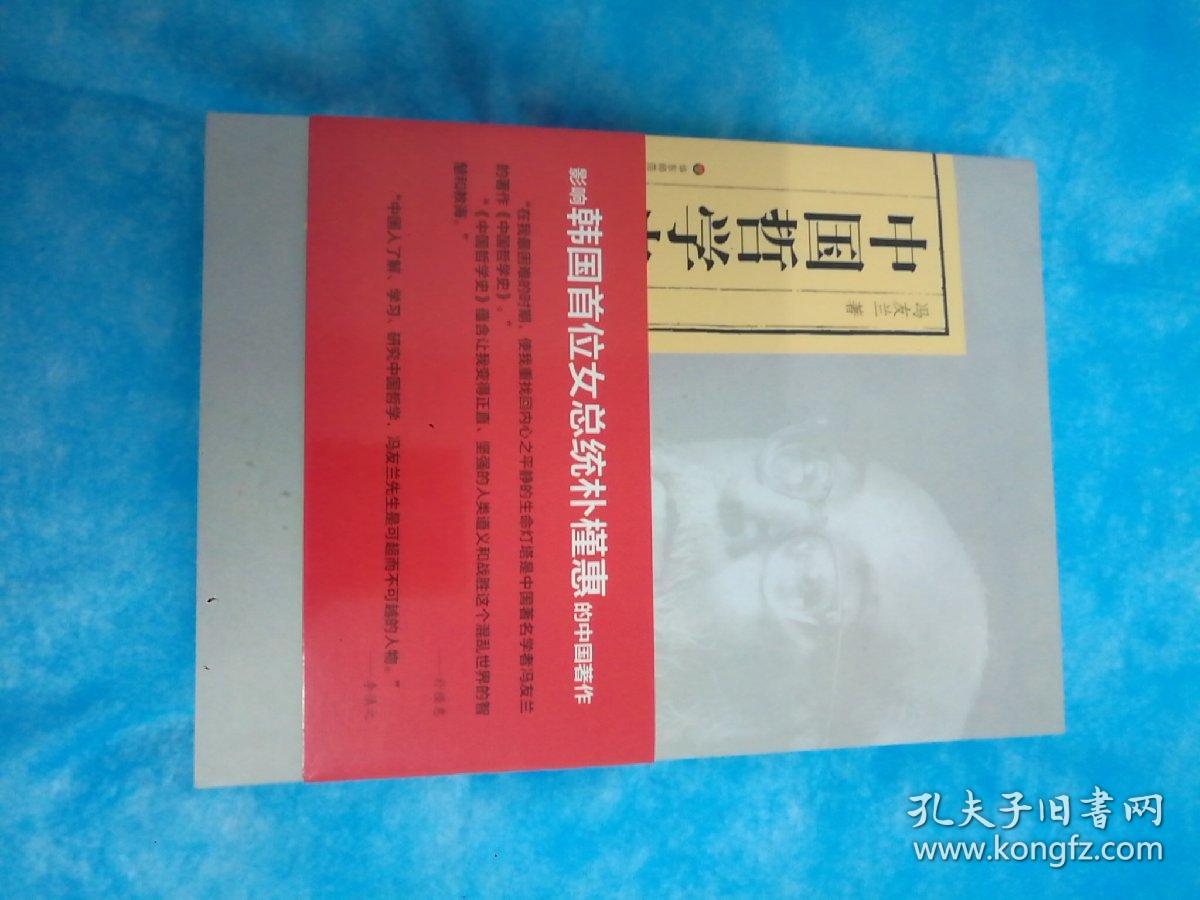 中国哲学
冯友兰 著
影响韩国首位女总统朴槿惠的中国著作
“在我最困难的时期，使我重找回内心之平静的生命灯塔是中国著名学者冯友兰
的著作《中国哲学史》。”
“《中国哲学史》蕴含让我变得正直、坚强的人类道义和战胜这个混乱世界的智
慧和教诲。”
——朴槿惠
“中国人了解、学习、研究中国哲学，冯友兰先生是可超而不可越的人物。”
孔夫子旧书网
www.kongfz.com